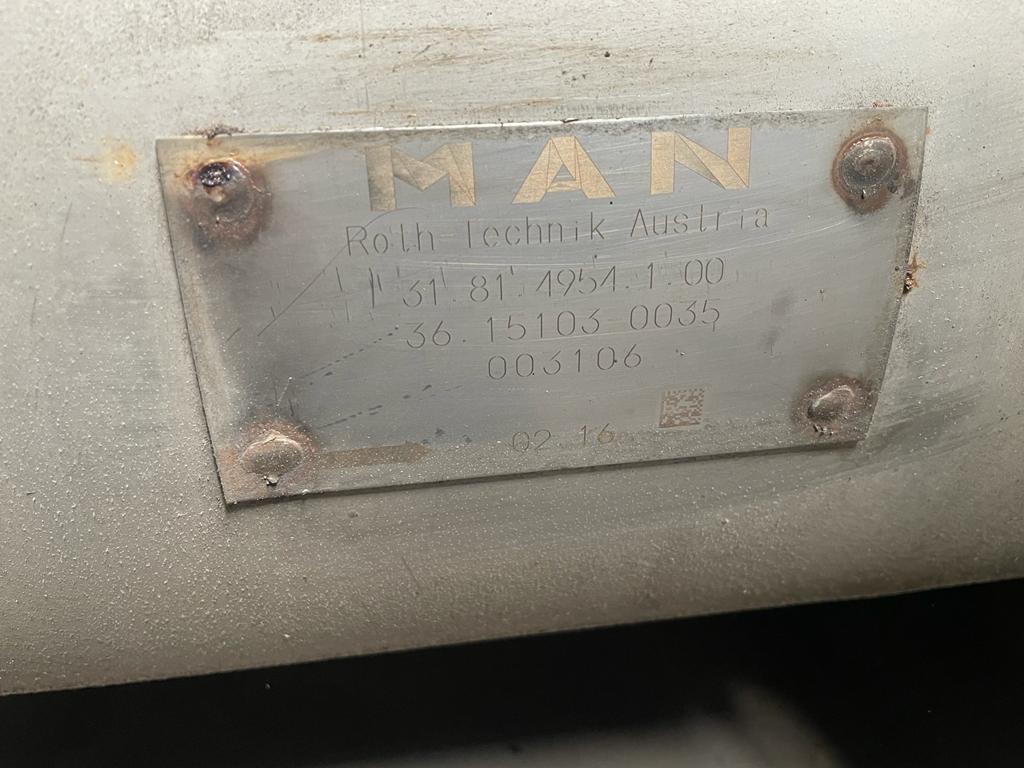 MAN
Roth Technik Austria
31.81.4954.1.00
36.15103 0035
003106
02 16